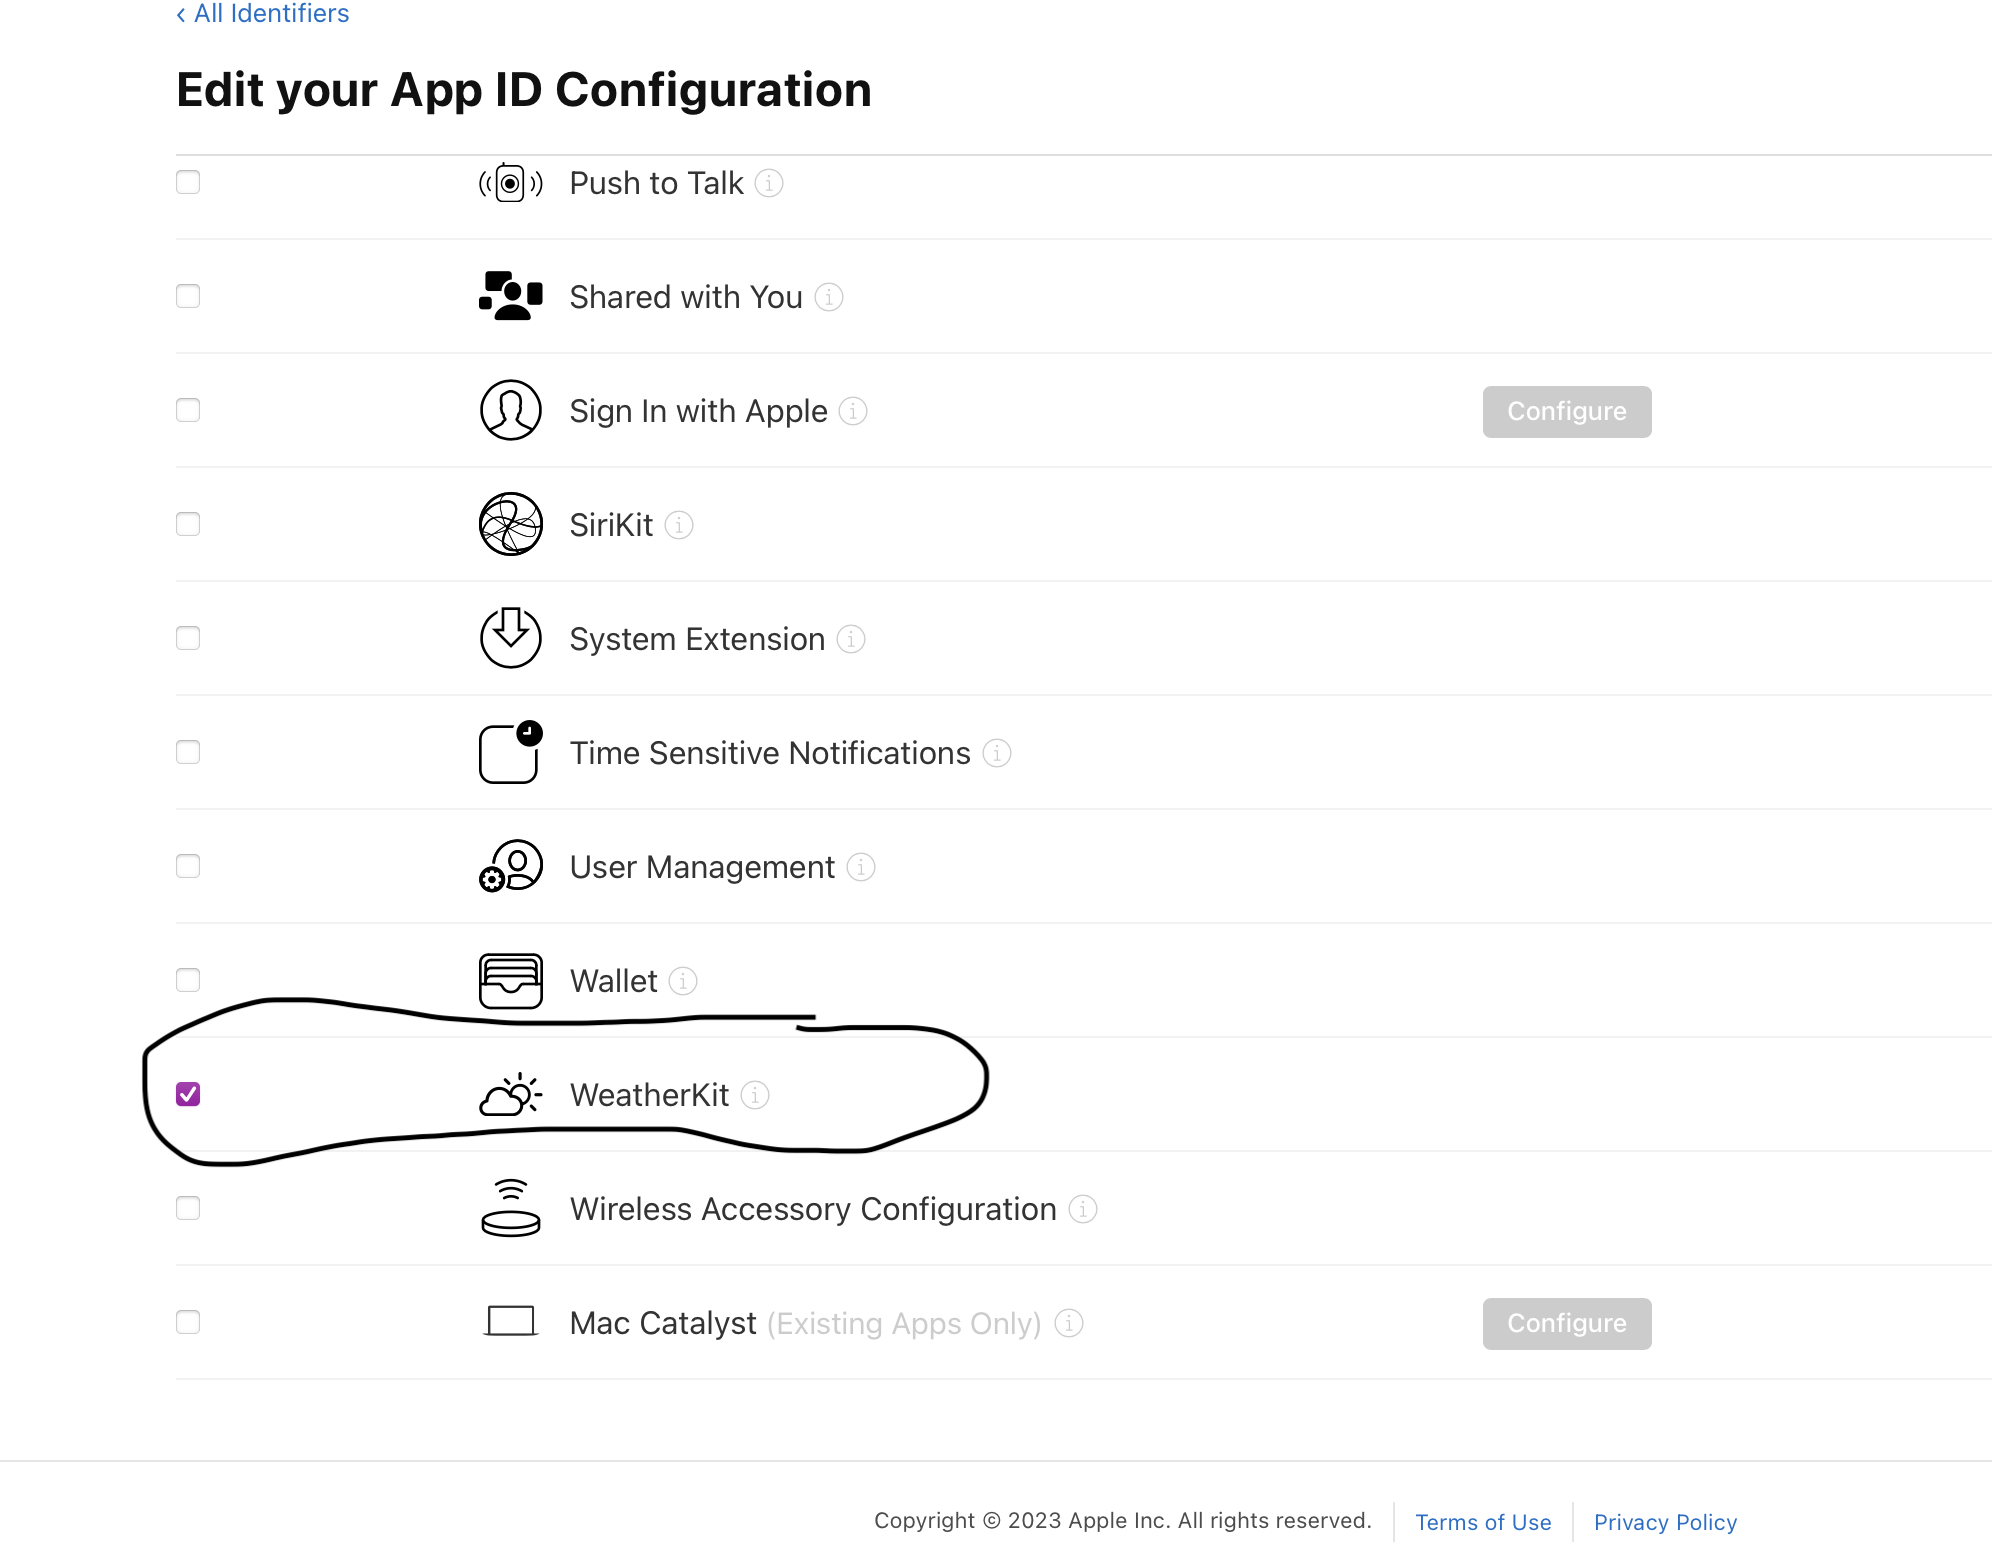 ‹ All Identifiers
Edit your App ID Configuration
Push to Talk
Shared with You
Sign In with Apple Configure
SiriKit
System Extension
Time Sensitive Notifications
User Management
Wallet
WeatherKit
Wireless Accessory Configuration
Mac Catalyst (Existing Apps Only) Configure
Copyright © 2023 Apple Inc. All rights reserved. Terms of Use Privacy Policy